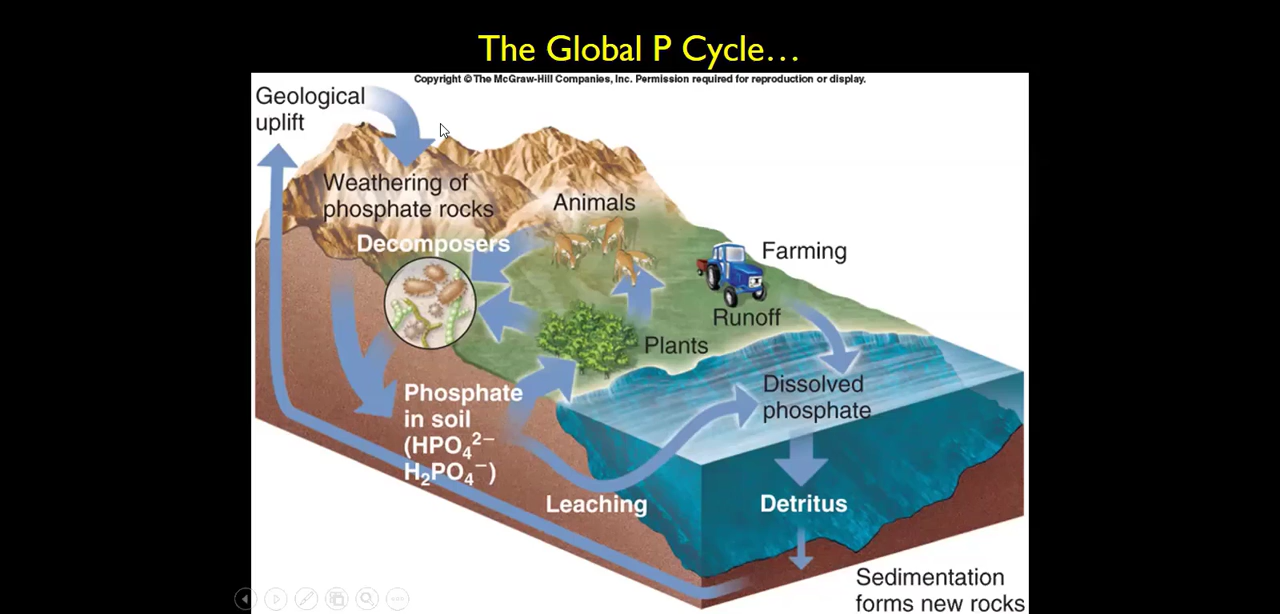 The Global P Cycle...
Copyright © The McGraw-Hill Companies, Inc. Permission required for reproduction or display.
Geological
uplift
Weathering of
phosphate rocks
Animals
Decomposers
Farming
Runoff
Plants
Phosphate
in soil
(HPO₄²⁻
H₂PO₄⁻)
Dissolved
phosphate
Leaching
Detritus
Sedimentation
forms new rocks